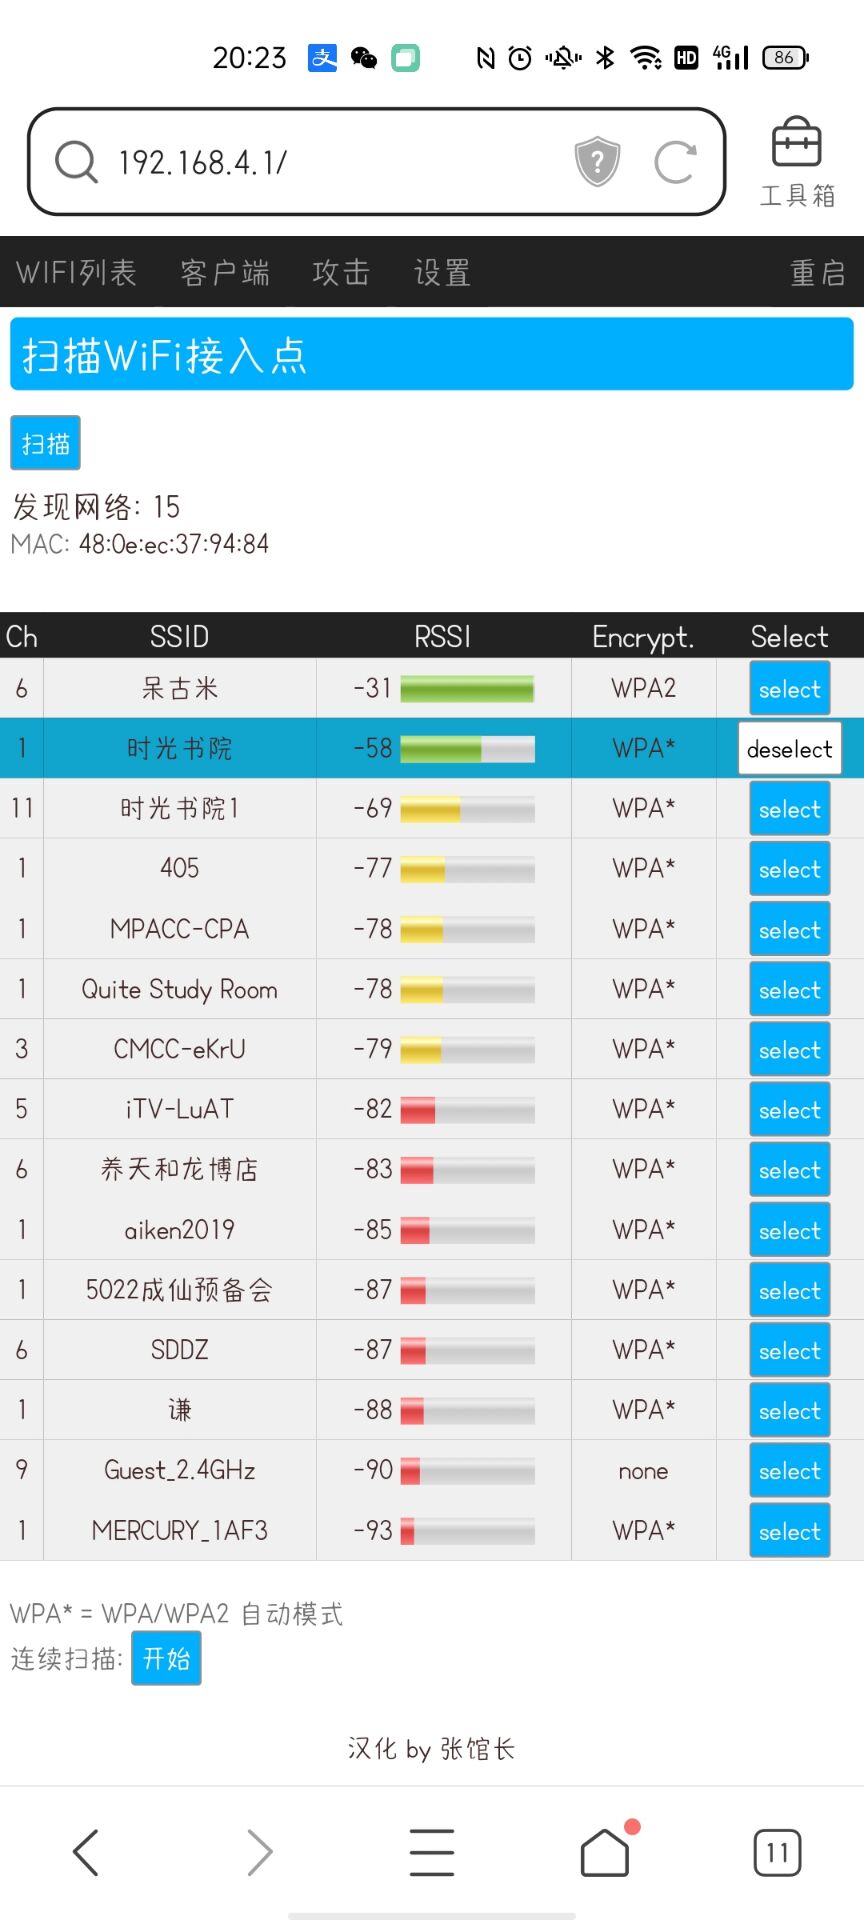 20:23 支 HD 4G 86
192.168.4.1/
工具箱
WIFI列表 客户端 攻击 设置 重启
扫描WiFi接入点
扫描
发现网络: 15
MAC: 48:0e:ec:37:94:84
Ch SSID RSSI Encrypt. Select
6 呆古米 -31 WPA2 select
1 时光书院 -58 WPA* deselect
11 时光书院1 -69 WPA* select
1 405 -77 WPA* select
1 MPACC-CPA -78 WPA* select
1 Quite Study Room -78 WPA* select
3 CMCC-eKrU -79 WPA* select
5 iTV-LuAT -82 WPA* select
6 养天和龙博店 -83 WPA* select
1 aiken2019 -85 WPA* select
1 5022成仙预备会 -87 WPA* select
6 SDDZ -87 WPA* select
1 谦 -88 WPA* select
9 Guest_2.4GHz -90 none select
1 MERCURY_1AF3 -93 WPA* select
WPA* = WPA/WPA2 自动模式
连续扫描: 开始
汉化 by 张馆长
11